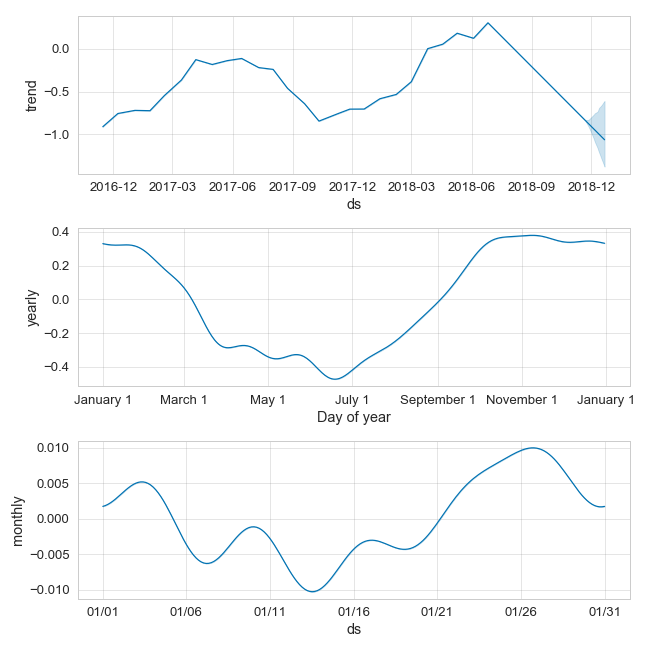 0.0
−0.5
−1.0
trend
2016-12 2017-03 2017-06 2017-09 2017-12 2018-03 2018-06 2018-09 2018-12
ds
0.4
0.2
0.0
−0.2
−0.4
yearly
January 1 March 1 May 1 July 1 September 1 November 1 January 1
Day of year
0.010
0.005
0.000
−0.005
−0.010
monthly
01/01 01/06 01/11 01/16 01/21 01/26 01/31
ds